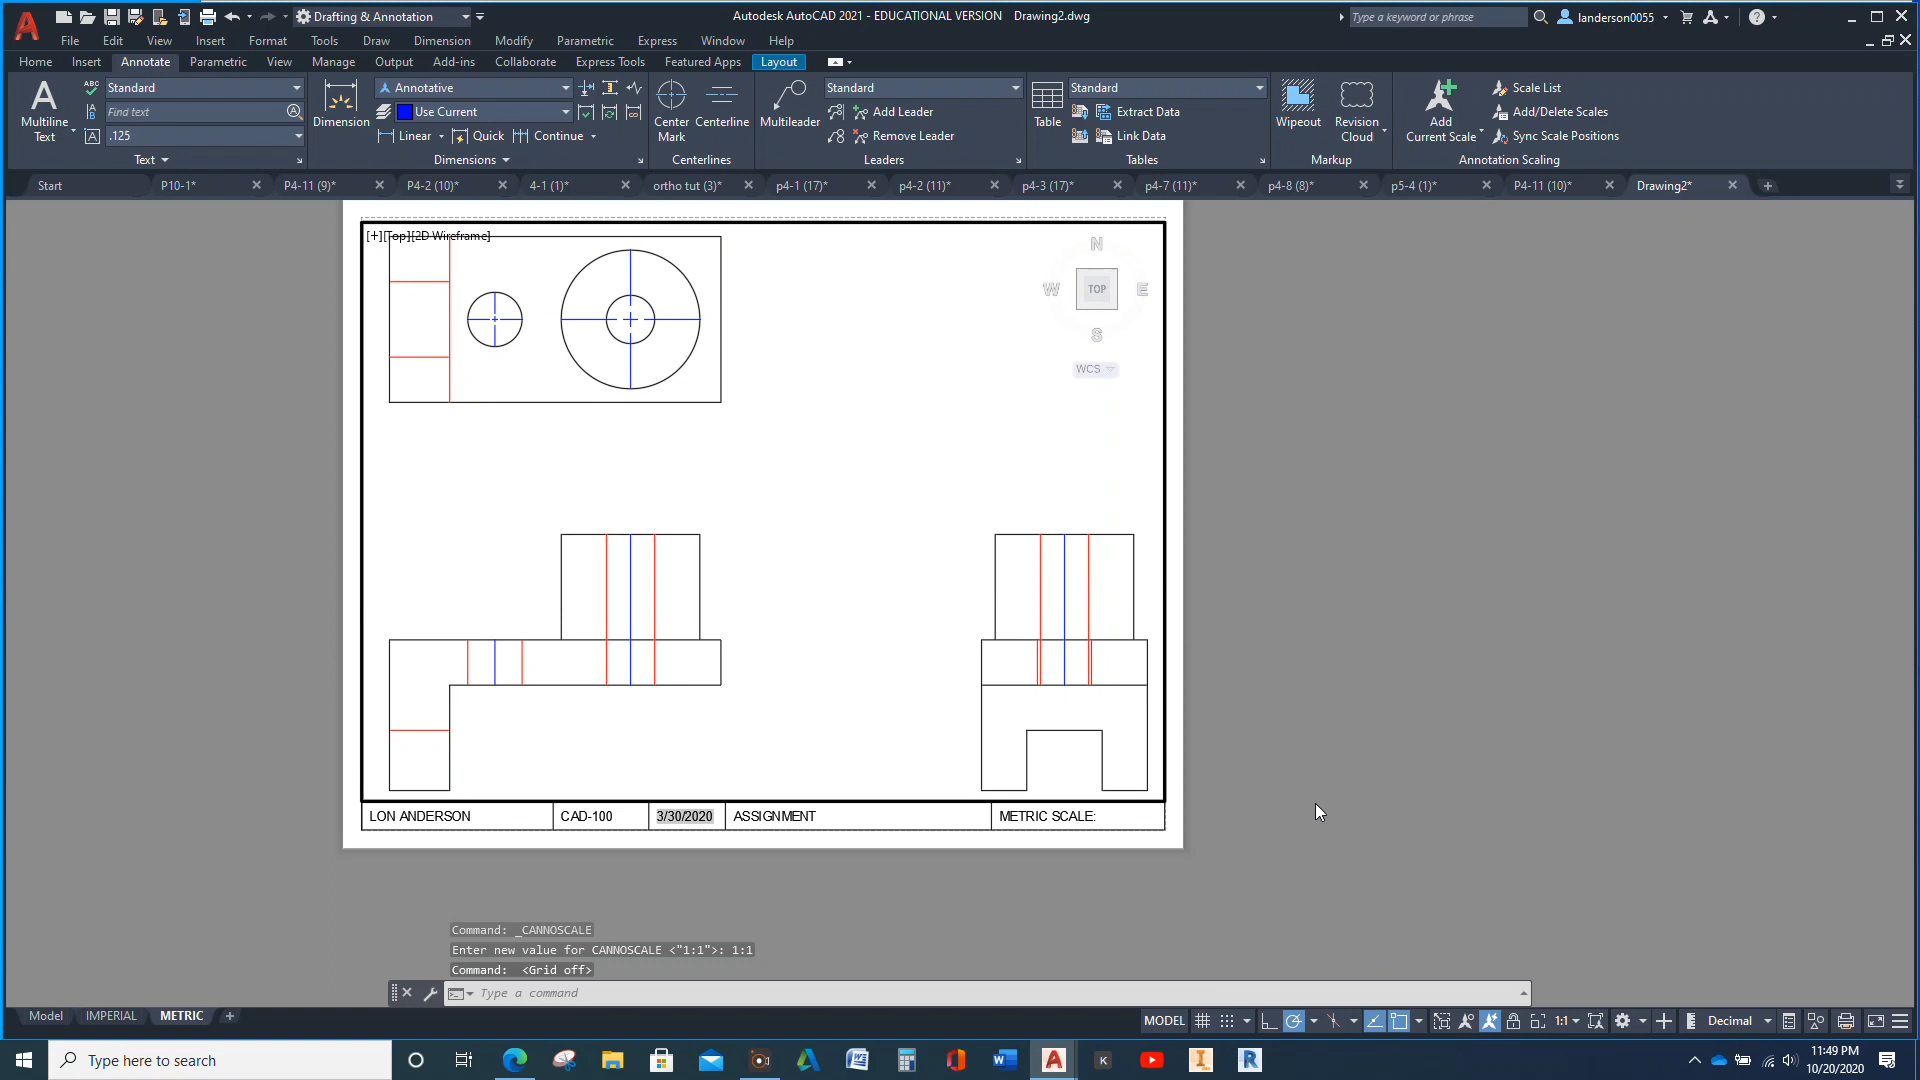 Drafting & Annotation
Autodesk AutoCAD 2021 - EDUCATIONAL VERSION Drawing2.dwg
Type a keyword or phrase
landerson0055
File Edit View Insert Format Tools Draw Dimension Modify Parametric Express Window Help
Home Insert Annotate Parametric View Manage Output Add-ins Collaborate Express Tools Featured Apps Layout
Multiline Text
ABC
Standard
Find text
.125
Text
Dimension
Annotative
Use Current
Linear Quick Continue
Dimensions
Center Mark
Centerline
Centerlines
Multileader
Standard
Add Leader
Remove Leader
Leaders
Table
Standard
Extract Data
Link Data
Tables
Wipeout
Revision Cloud
Markup
Add Current Scale
Scale List
Add/Delete Scales
Sync Scale Positions
Annotation Scaling
Start P10-1* P4-11 (9)* P4-2 (10)* 4-1 (1)* ortho tut (3)* p4-1 (17)* p4-2 (11)* p4-3 (17)* p4-7 (11)* p4-8 (8)* p5-4 (1)* P4-11 (10)* Drawing2*
[+][Top][2D Wireframe]
N
W TOP E
S
WCS
LON ANDERSON CAD-100 3/30/2020 ASSIGNMENT METRIC SCALE:
Command: _CANNOSCALE
Enter new value for CANNOSCALE <"1:1">: 1:1
Command: <Grid off>
Type a command
Model IMPERIAL METRIC +
MODEL 1:1 Decimal
Type here to search
11:49 PM
10/20/2020